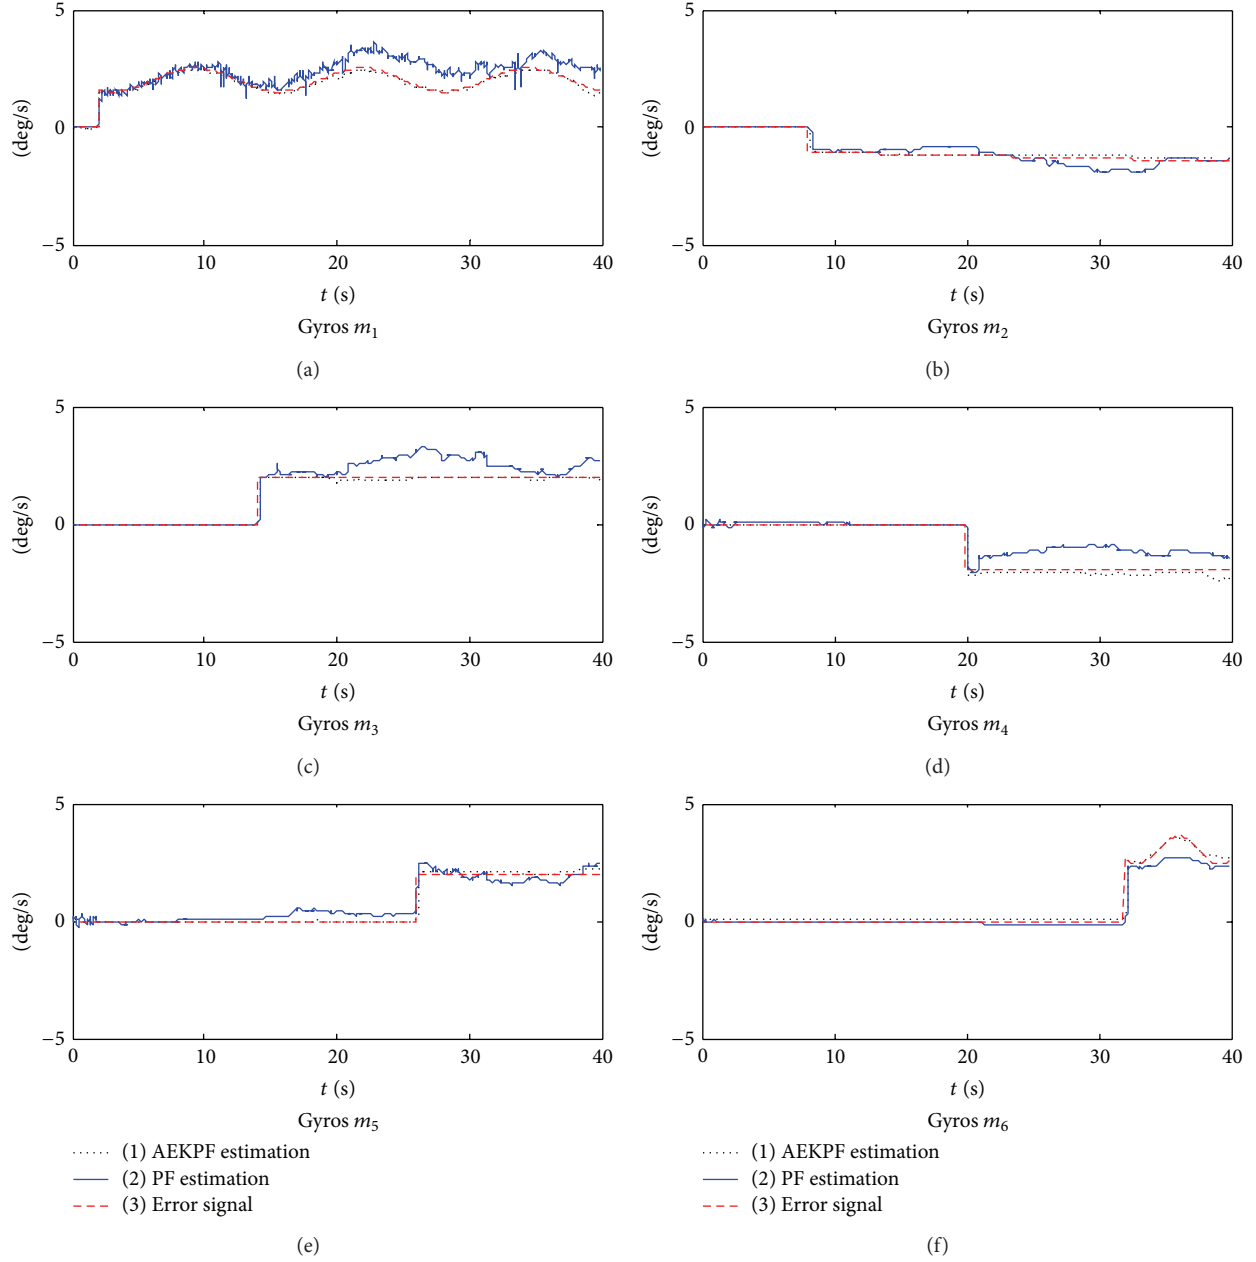 5
0
−5
(deg/s)
0 10 20 30 40
t (s)
Gyros m1
(a)
5
0
−5
(deg/s)
0 10 20 30 40
t (s)
Gyros m2
(b)
5
0
−5
(deg/s)
0 10 20 30 40
t (s)
Gyros m3
(c)
5
0
−5
(deg/s)
0 10 20 30 40
t (s)
Gyros m4
(d)
5
0
−5
(deg/s)
0 10 20 30 40
t (s)
Gyros m5
(1) AEKPF estimation
(2) PF estimation
(3) Error signal
(e)
5
0
−5
(deg/s)
0 10 20 30 40
t (s)
Gyros m6
(1) AEKPF estimation
(2) PF estimation
(3) Error signal
(f)